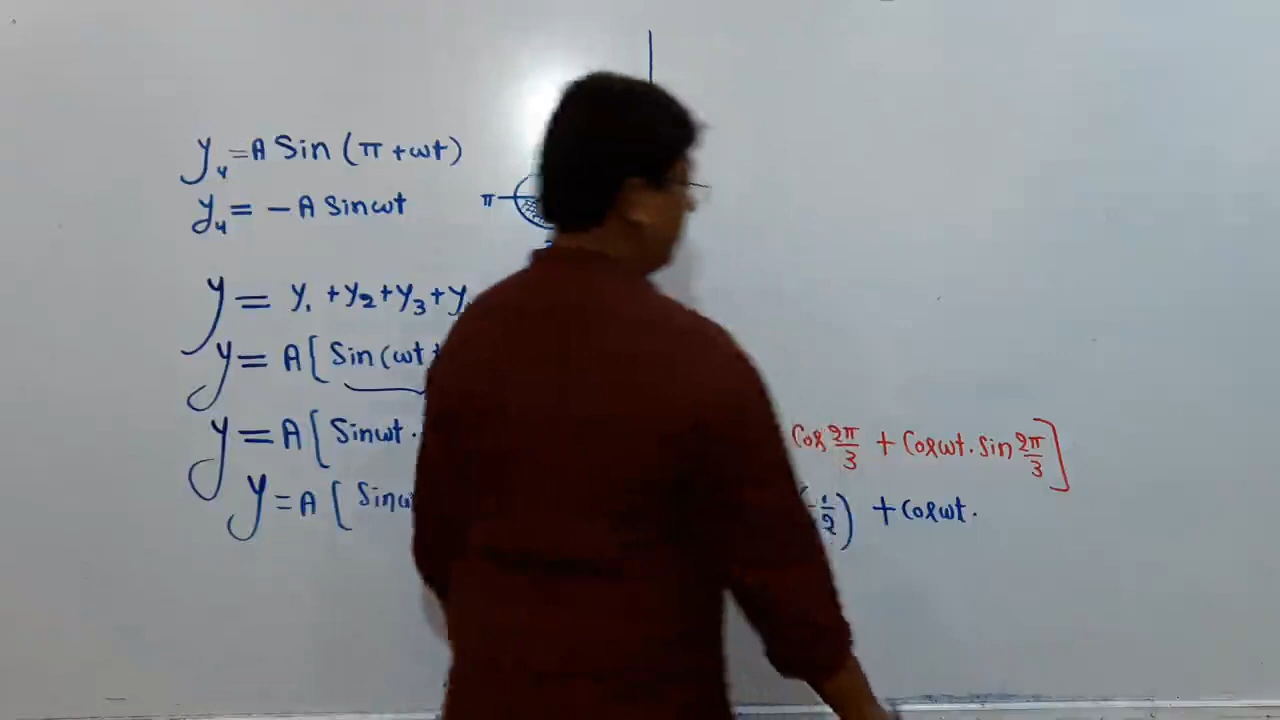 y₄ = A Sin (π + ωt)
y₄ = - A Sinωt
π
y = y₁ + y₂ + y₃ + y
y = A [ Sin (ωt +
y = A [ Sinωt . Cos 2π/3 + Cosωt . Sin 2π/3 ]
y = A [ Sinω (-1/2) + Cosωt .